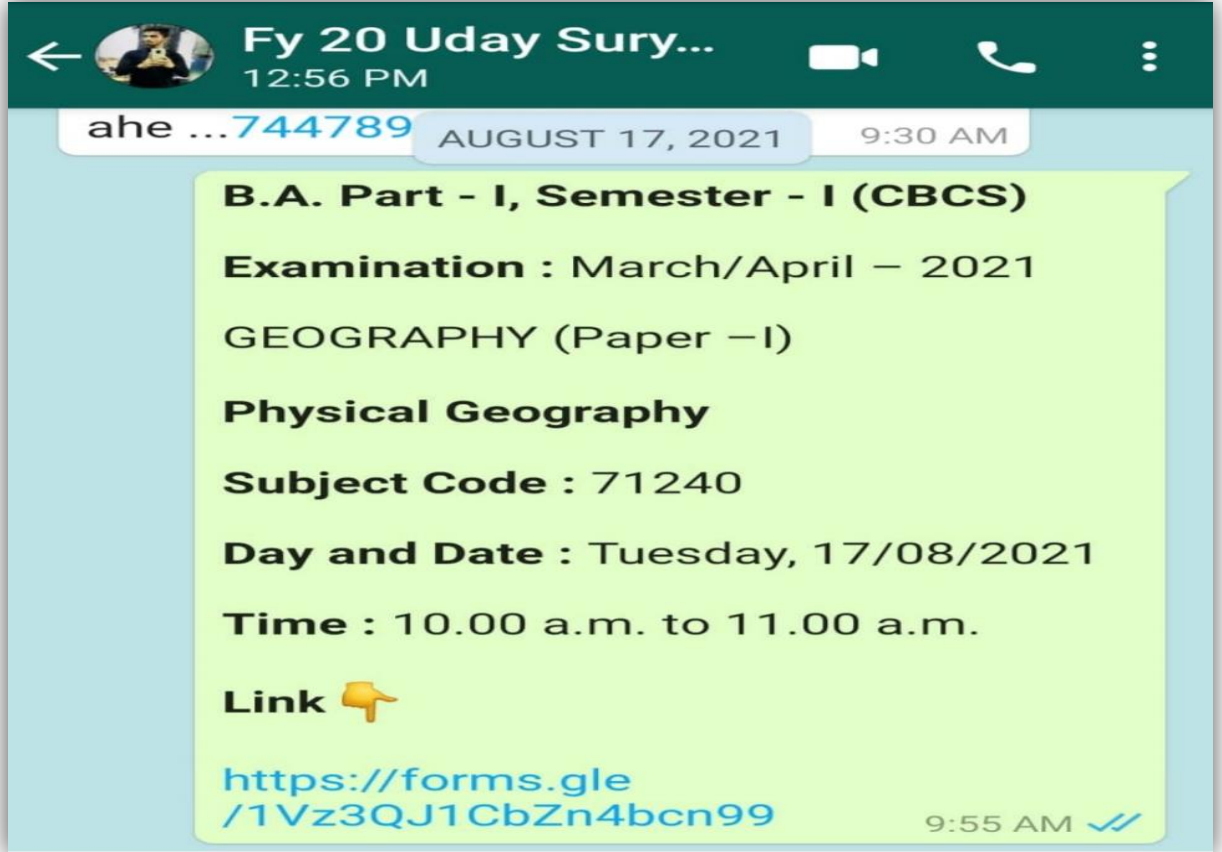 Fy 20 Uday Sury...
12:56 PM
ahe ...744789
AUGUST 17, 2021
9:30 AM
B.A. Part - I, Semester - I (CBCS)
Examination : March/April – 2021
GEOGRAPHY (Paper –I)
Physical Geography
Subject Code : 71240
Day and Date : Tuesday, 17/08/2021
Time : 10.00 a.m. to 11.00 a.m.
Link 👇
https://forms.gle
/1Vz3QJ1CbZn4bcn99
9:55 AM